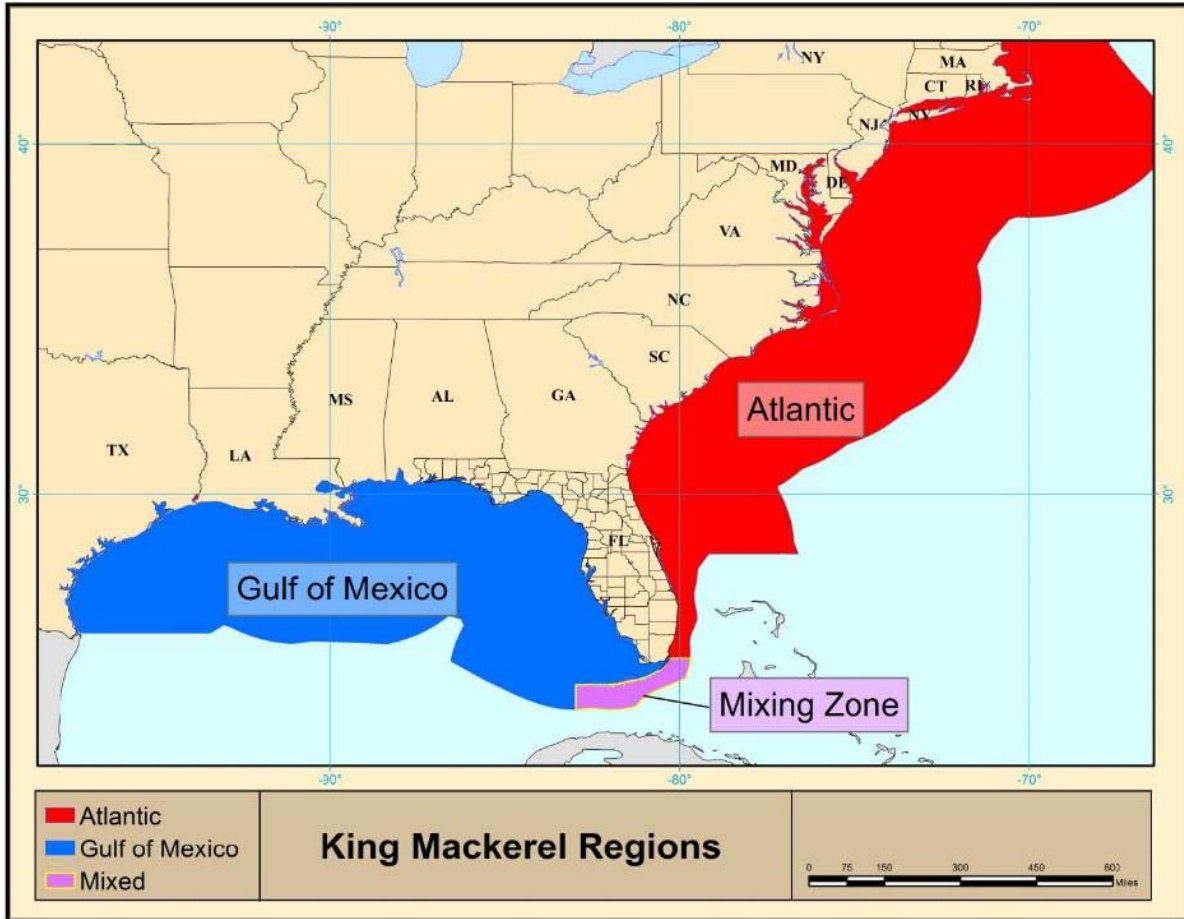 -90°
-80°
-70°
NY
MA
CT
RI
NY
NJ
40°
40°
MD
DE
VA
NC
SC
Atlantic
MS
AL
GA
TX
LA
30°
30°
FL
Gulf of Mexico
Mixing Zone
-90°
-80°
-70°
Atlantic
Gulf of Mexico
Mixed
King Mackerel Regions
0 75 150 300 450 600
Miles